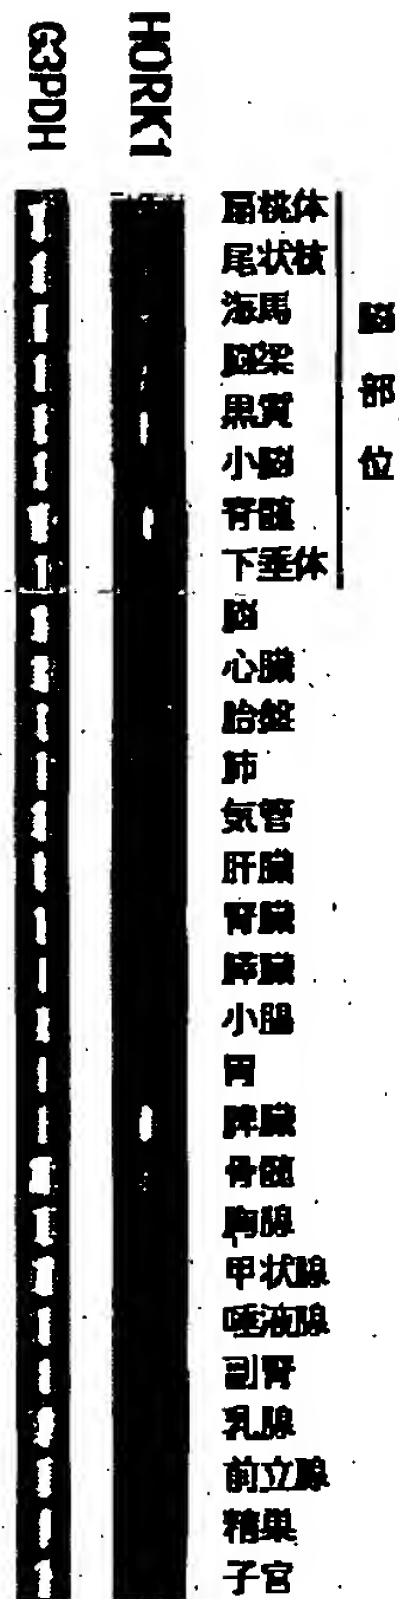 G3PDH
HORK1
扁桃体
尾状核
海馬
脳梁
黒質
小脳
脊髄
下垂体
脳部位
脳
心臓
胎盤
肺
気管
肝臓
腎臓
膵臓
小腸
胃
脾臓
骨髄
胸腺
甲状腺
唾液腺
副腎
乳腺
前立腺
精巣
子宮